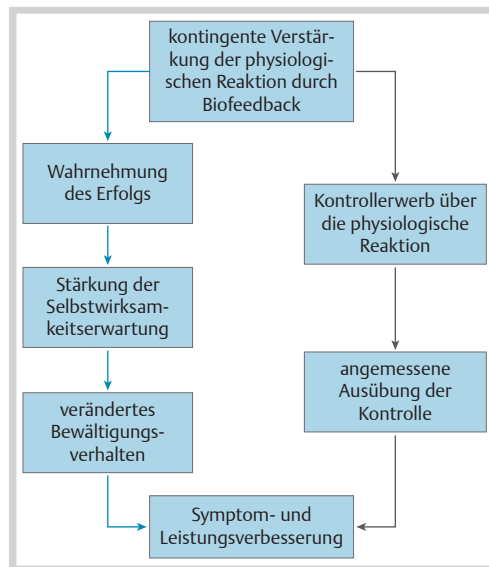 kontingente Verstär-
kung der physiologi-
schen Reaktion durch
Biofeedback
Wahrnehmung
des Erfolgs
Stärkung der
Selbstwirksam-
keitserwartung
verändertes
Bewältigungs-
verhalten
Kontrollerwerb über
die physiologische
Reaktion
angemessene
Ausübung der
Kontrolle
Symptom- und
Leistungsverbesserung